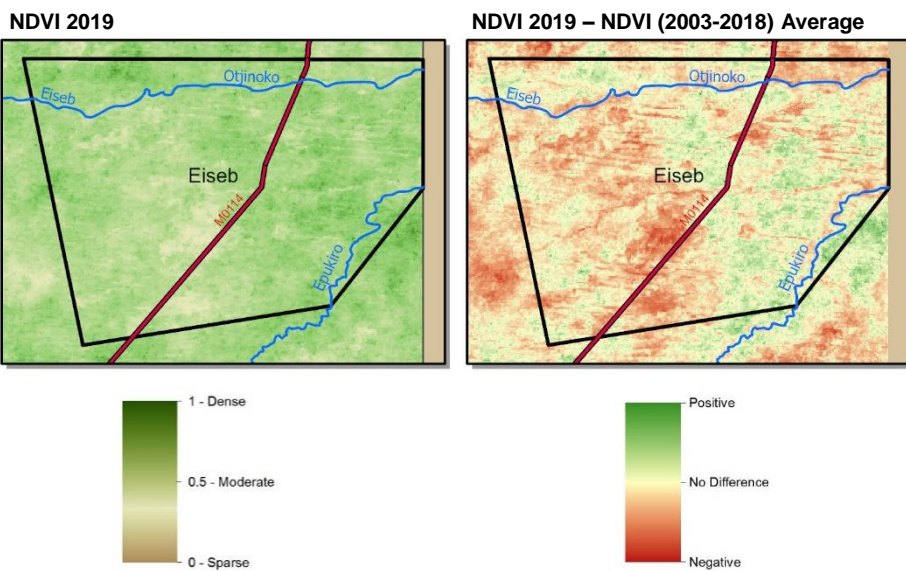 NDVI 2019
NDVI 2019 – NDVI (2003-2018) Average
Otjinoko
Eiseb
Eiseb
M0114
Epukiro
Otjinoko
Eiseb
Eiseb
M0114
Epukiro
1 - Dense
0.5 - Moderate
0 - Sparse
Positive
No Difference
Negative